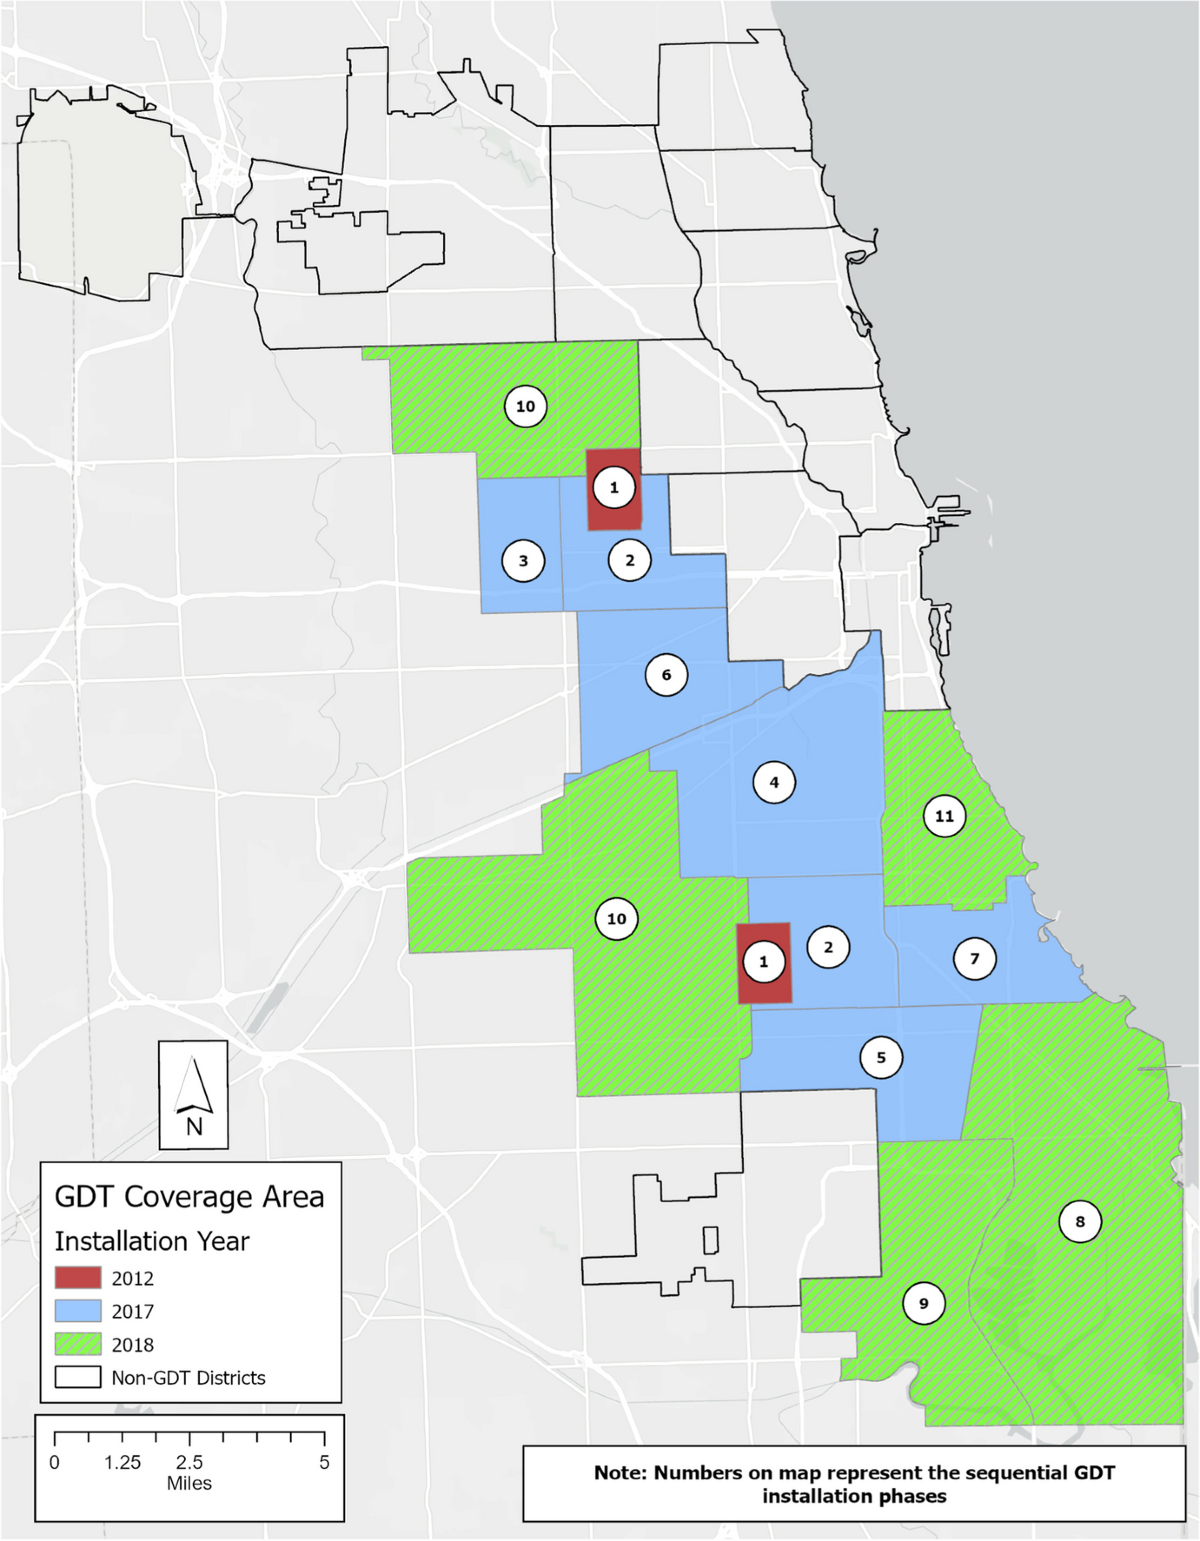 10
1
3
2
6
4
11
10
1
2
7
5
8
9
N
GDT Coverage Area
Installation Year
2012
2017
2018
Non-GDT Districts
0 1.25 2.5 5
Miles
Note: Numbers on map represent the sequential GDT
installation phases